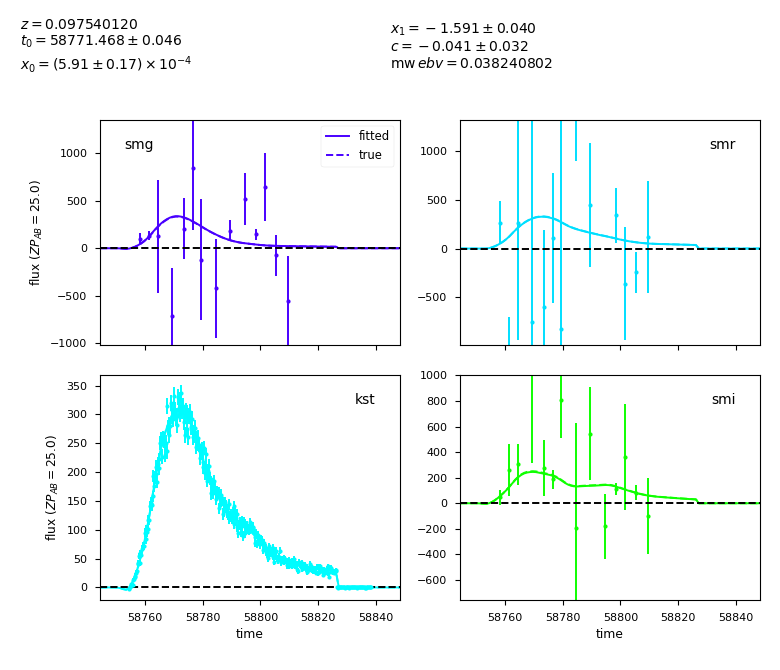 z = 0.097540120
t₀ = 58771.468 ± 0.046
x₀ = (5.91 ± 0.17) × 10⁻⁴
x₁ = −1.591 ± 0.040
c = −0.041 ± 0.032
mw ebv = 0.038240802
smg
fitted
true
1000
500
0
−500
−1000
flux (ZP_AB = 25.0)
smr
1000
500
0
−500
kst
350
300
250
200
150
100
50
0
flux (ZP_AB = 25.0)
58760 58780 58800 58820 58840
time
smi
1000
800
600
400
200
0
−200
−400
−600
58760 58780 58800 58820 58840
time